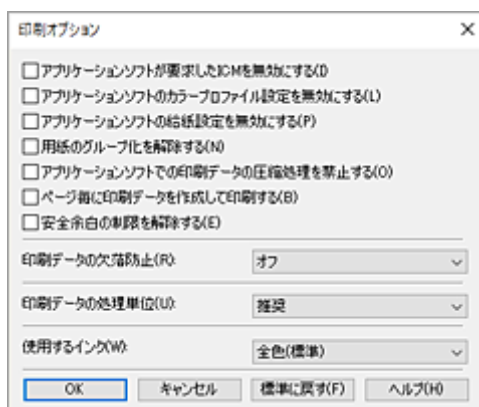 印刷オプション
アプリケーションソフトが要求したICMを無効にする(I
アプリケーションソフトのカラープロファイル設定を無効にする(L)
アプリケーションソフトの給紙設定を無効にする(P)
用紙のグループ化を解除する(N)
アプリケーションソフトでの印刷データの圧縮処理を禁止する(O)
ページ毎に印刷データを作成して印刷する(B)
安全余白の制限を解除する(E)
印刷データの欠落防止(R): オフ
印刷データの処理単位(U): 推奨
使用するインク(W): 全色(標準)
OK キャンセル 標準に戻す(F) ヘルプ(H)